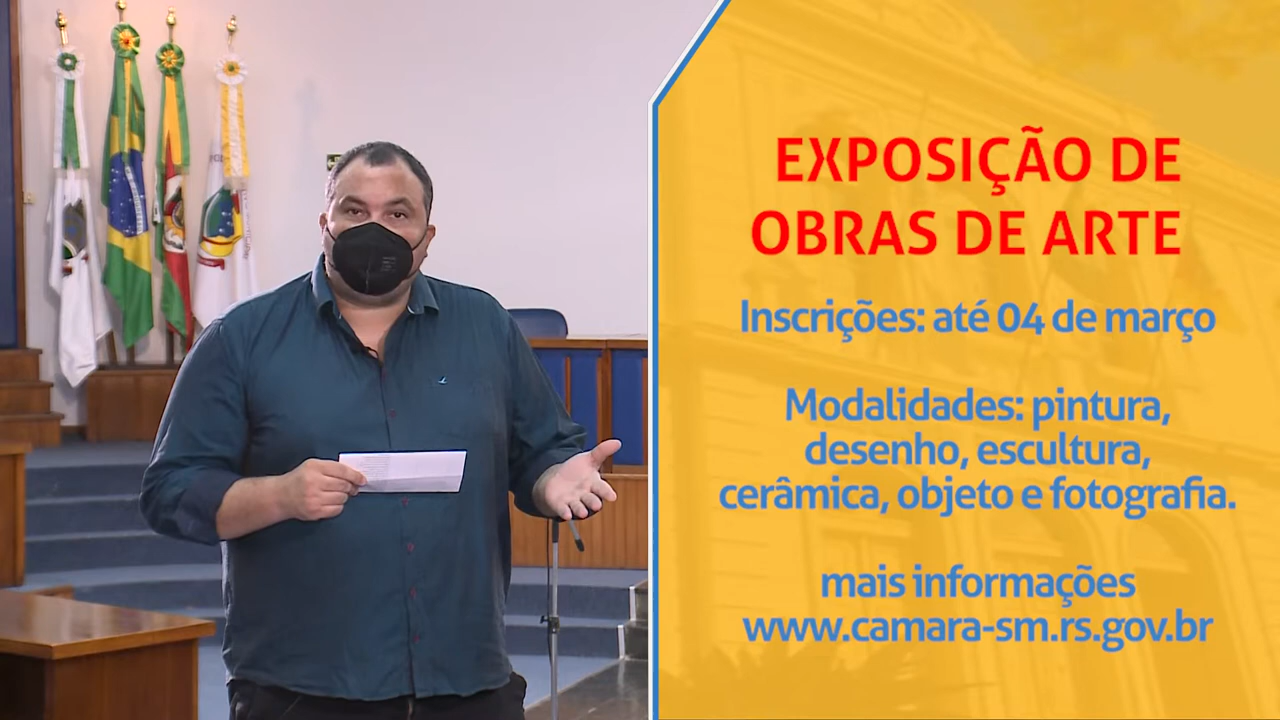 EXPOSIÇÃO DE
OBRAS DE ARTE
Inscrições: até 04 de março
Modalidades: pintura,
desenho, escultura,
cerâmica, objeto e fotografia.
mais informações
www.camara-sm.rs.gov.br